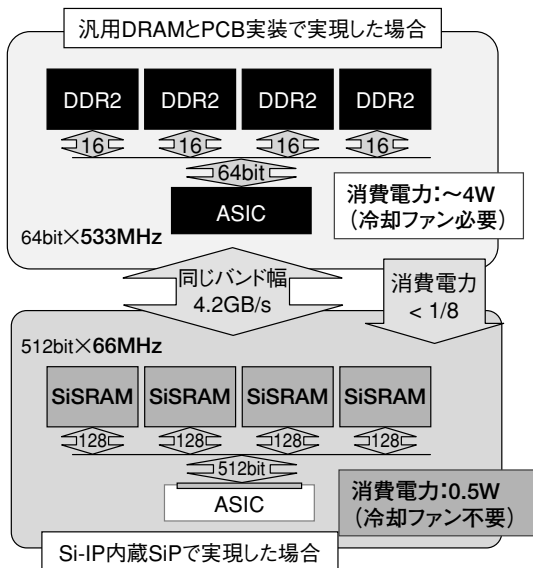 汎用DRAMとPCB実装で実現した場合
DDR2 DDR2 DDR2 DDR2
16 16 16 16
64bit
ASIC
消費電力:～4W
（冷却ファン必要）
64bit×533MHz
同じバンド幅
4.2GB/s
消費電力
< 1/8
512bit×66MHz
SiSRAM SiSRAM SiSRAM SiSRAM
128 128 128 128
512bit
ASIC
消費電力:0.5W
（冷却ファン不要）
Si-IP内蔵SiPで実現した場合